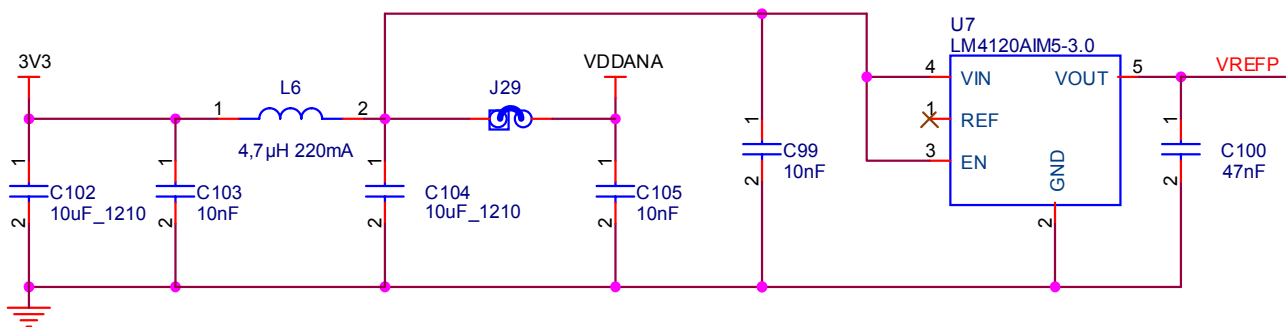 U7
LM4120AIM5-3.0
3V3
VDDANA
L6
J29
1
2
4,7µH 220mA
4
VIN
VOUT
5
VREFP
1
REF
3
EN
GND
2
1
C102
10uF_1210
2
1
C103
10nF
2
1
C104
10uF_1210
2
1
C105
10nF
2
1
C99
10nF
2
1
C100
47nF
2